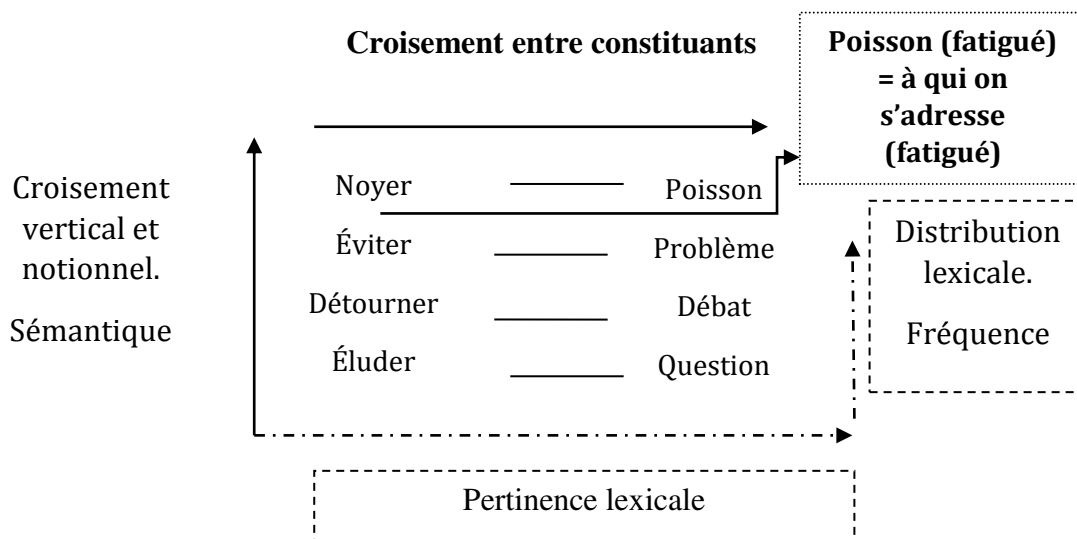 Croisement entre constituants
Poisson (fatigué)
= à qui on
s’adresse
(fatigué)
Croisement
vertical et
notionnel.
Sémantique
Noyer Poisson
Éviter Problème
Détourner Débat
Éluder Question
Distribution
lexicale.
Fréquence
Pertinence lexicale